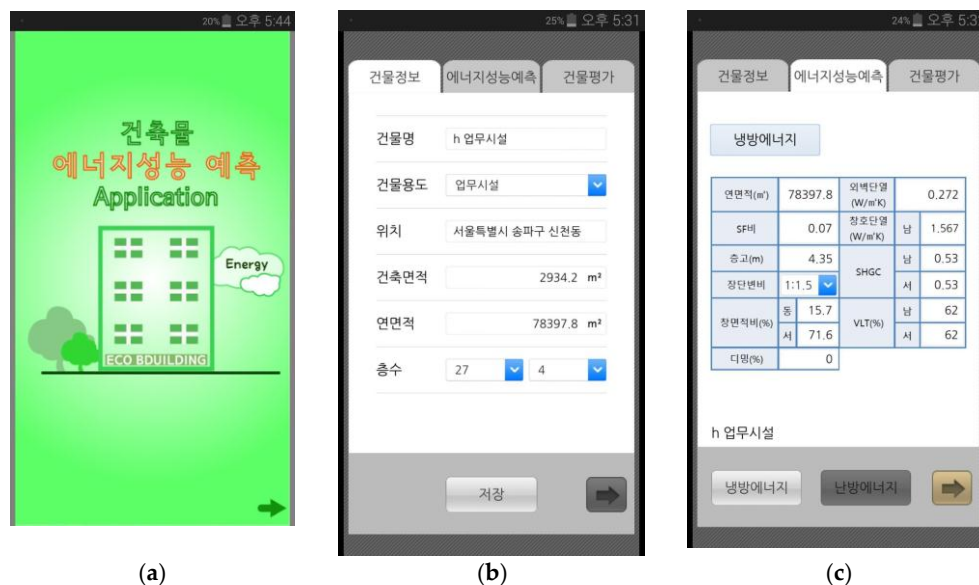 20% 오후 5:44
건축물
에너지성능 예측
Application
Energy
ECO BDUILDING
(a)
25% 오후 5:31
건물정보 에너지성능예측 건물평가
건물명 h 업무시설
건물용도 업무시설
위치 서울특별시 송파구 신천동
건축면적 2934.2 m²
연면적 78397.8 m²
층수 27 4
저장
(b)
24% 오후 5:3
건물정보 에너지성능예측 건물평가
냉방에너지
연면적(㎡) 78397.8 외벽단열 (W/㎡K) 0.272
SF비 0.07 창호단열 (W/㎡K) 남 1.567
층고(m) 4.35 SHGC 남 0.53
장단변비 1:1.5 서 0.53
창면적비(%) 동 15.7 VLT(%) 남 62
서 71.6 서 62
디밍(%) 0
h 업무시설
냉방에너지 난방에너지
(c)